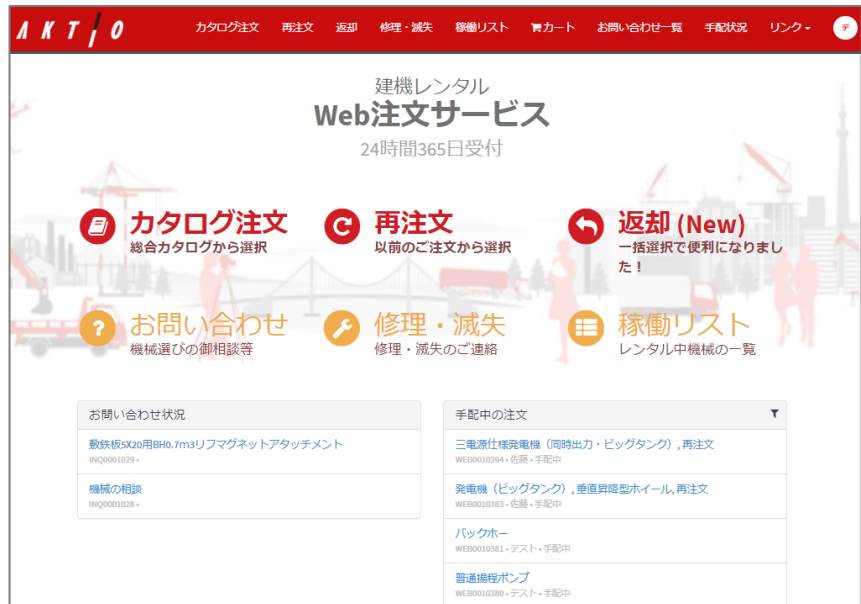 AKTIO
カタログ注文 再注文 返却 修理・滅失 稼働リスト カート お問い合わせ一覧 手配状況 リンク テ
建機レンタル
Web注文サービス
24時間365日受付
カタログ注文
総合カタログから選択
再注文
以前のご注文から選択
返却 (New)
一括選択で便利になりまし
た！
お問い合わせ
機械選びの御相談等
修理・滅失
修理・滅失のご連絡
稼働リスト
レンタル中機械の一覧
お問い合わせ状況
敷鉄板5X20用BH0.7m3リフマグネットアタッチメント
INQ0001029 •
機械の相談
INQ0001028 •
手配中の注文
三電源仕様発電機（同時出力・ビッグタンク）, 再注文
WEB0010394 • 佐藤 • 手配中
発電機（ビッグタンク）, 垂直昇降型ホイール, 再注文
WEB0010383 • 佐藤 • 手配中
バックホー
WEB0010381 • テスト • 手配中
普通揚程ポンプ
WEB0010380 • テスト • 手配中